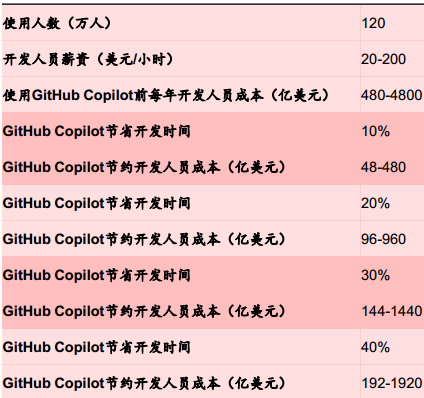 使用人数（万人） 120
开发人员薪资（美元/小时） 20-200
使用GitHub Copilot前每年开发人员成本（亿美元） 480-4800
GitHub Copilot节省开发时间 10%
GitHub Copilot节约开发人员成本（亿美元） 48-480
GitHub Copilot节省开发时间 20%
GitHub Copilot节约开发人员成本（亿美元） 96-960
GitHub Copilot节省开发时间 30%
GitHub Copilot节约开发人员成本（亿美元） 144-1440
GitHub Copilot节省开发时间 40%
GitHub Copilot节约开发人员成本（亿美元） 192-1920